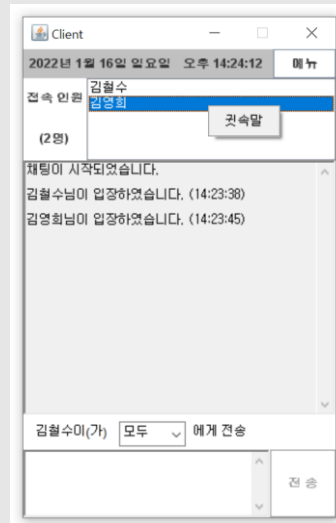 Client
2022년 1월 16일 일요일 오후 14:24:12 메뉴
접속 인원
(2명)
김철수
김영희
귓속말
채팅이 시작되었습니다.
김철수님이 입장하였습니다. (14:23:38)
김영희님이 입장하였습니다. (14:23:45)
김철수이(가) 모두 에게 전송
전 송